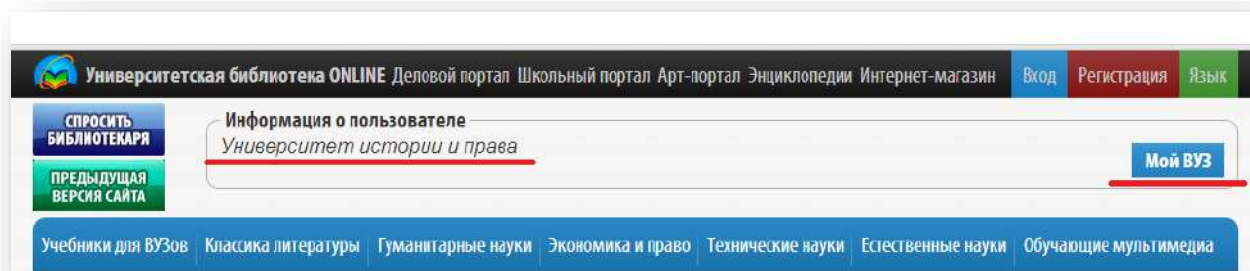 Университетская библиотека ONLINE Деловой портал Школьный портал Арт-портал Энциклопедии Интернет-магазин Вход Регистрация Язык
СПРОСИТЬ
БИБЛИОТЕКАРЯ
Информация о пользователе
Университет истории и права
Мой ВУЗ
ПРЕДЫДУЩАЯ
ВЕРСИЯ САЙТА
Учебники для ВУЗов Классика литературы Гуманитарные науки Экономика и право Технические науки Естественные науки Обучающие мультимедиа